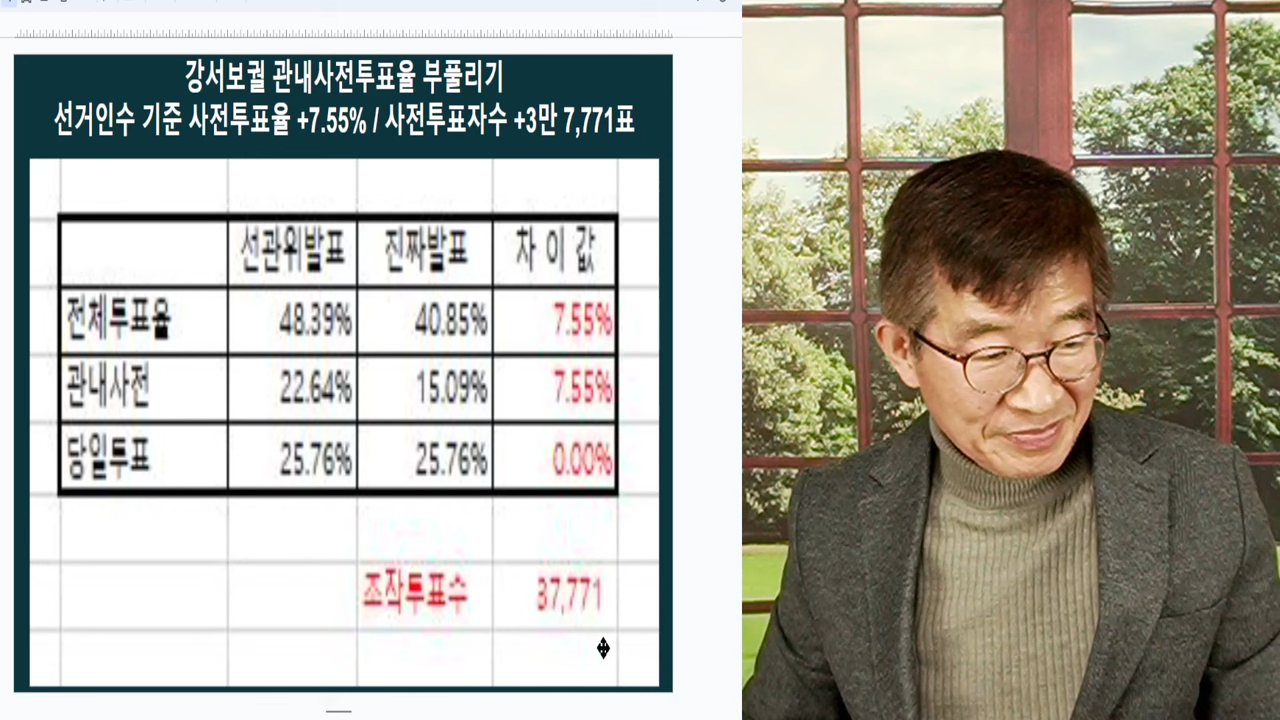 강서보궐 관내사전투표율 부풀리기
선거인수 기준 사전투표율 +7.55% / 사전투표자수 +3만 7,771표
선관위발표 진짜발표 차 이 값
전체투표율 48.39% 40.85% 7.55%
관내사전 22.64% 15.09% 7.55%
당일투표 25.76% 25.76% 0.00%
조작투표수 37,771